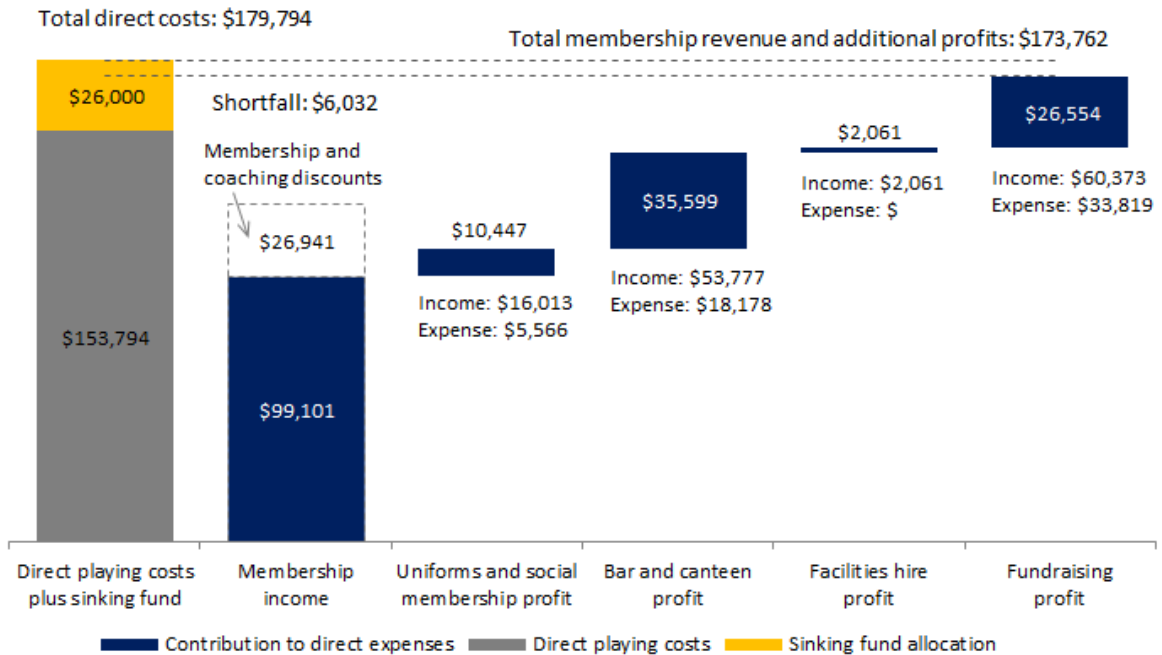 Total direct costs: $179,794
Total membership revenue and additional profits: $173,762
$26,000
Shortfall: $6,032
Membership and
coaching discounts
$26,941
$153,794
$99,101
$10,447
Income: $16,013
Expense: $5,566
$35,599
Income: $53,777
Expense: $18,178
$2,061
Income: $2,061
Expense: $
$26,554
Income: $60,373
Expense: $33,819
Direct playing costs
plus sinking fund
Membership
income
Uniforms and social
membership profit
Bar and canteen
profit
Facilities hire
profit
Fundraising
profit
Contribution to direct expenses
Direct playing costs
Sinking fund allocation